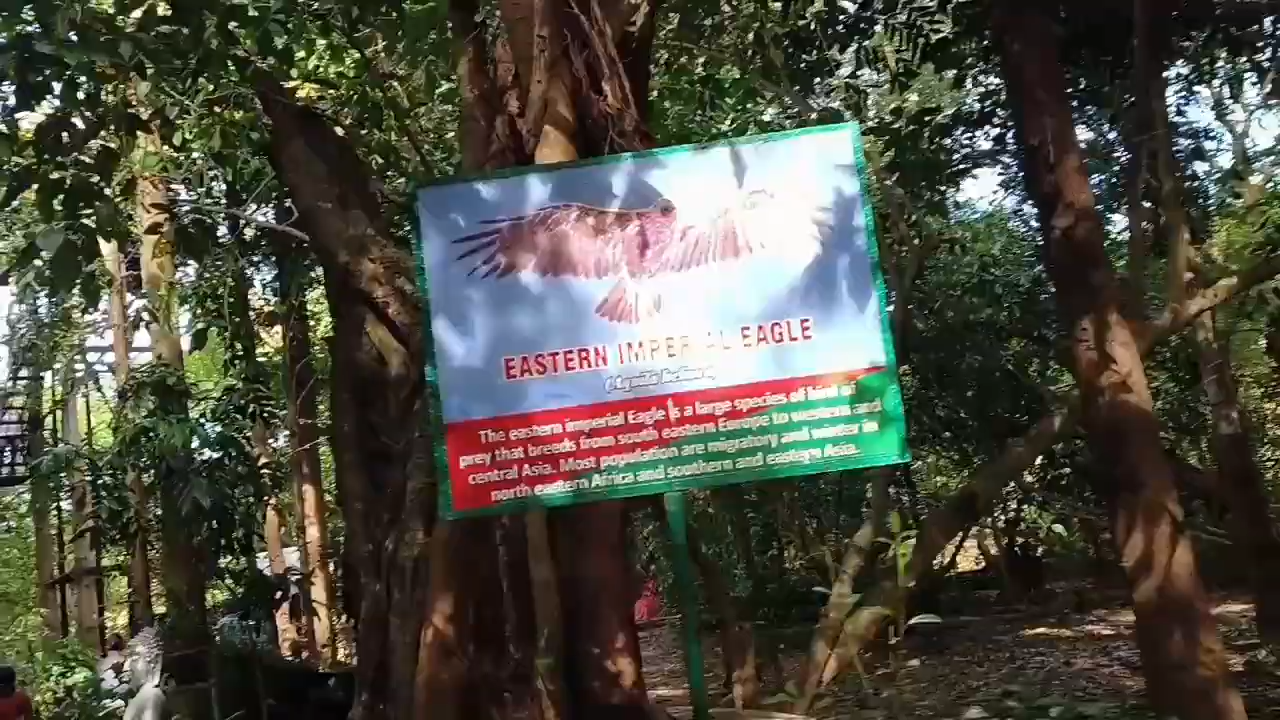 EASTERN IMPERIAL EAGLE
The eastern imperial Eagle is a large species of bird of
prey that breeds from south eastern Europe to western and
central Asia. Most population are migratory and winter in
north eastern Africa and southern and eastern Asia.